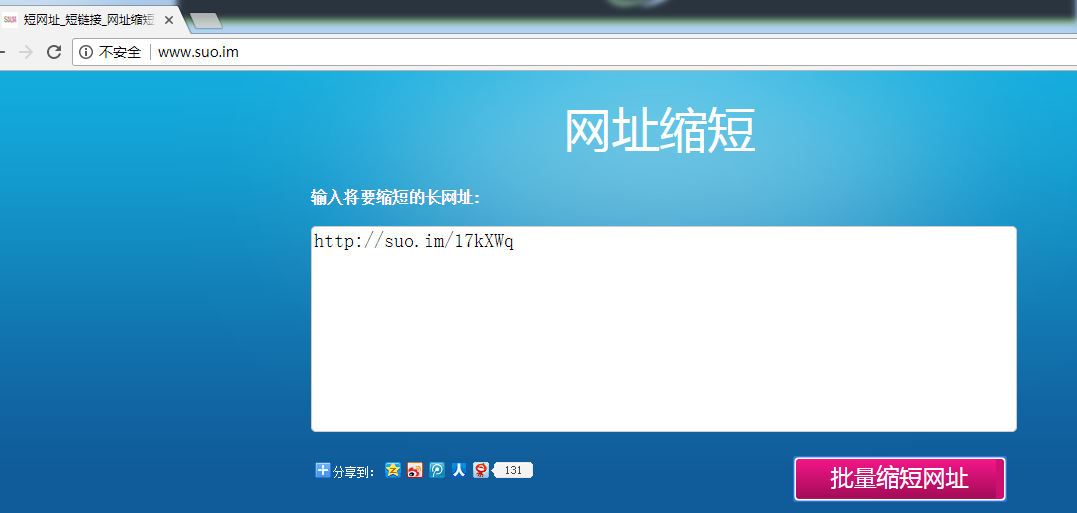 短网址_短链接_网址缩短
不安全 www.suo.im
网址缩短
输入将要缩短的长网址:
http://suo.im/17kXWq
分享到: 131
批量缩短网址